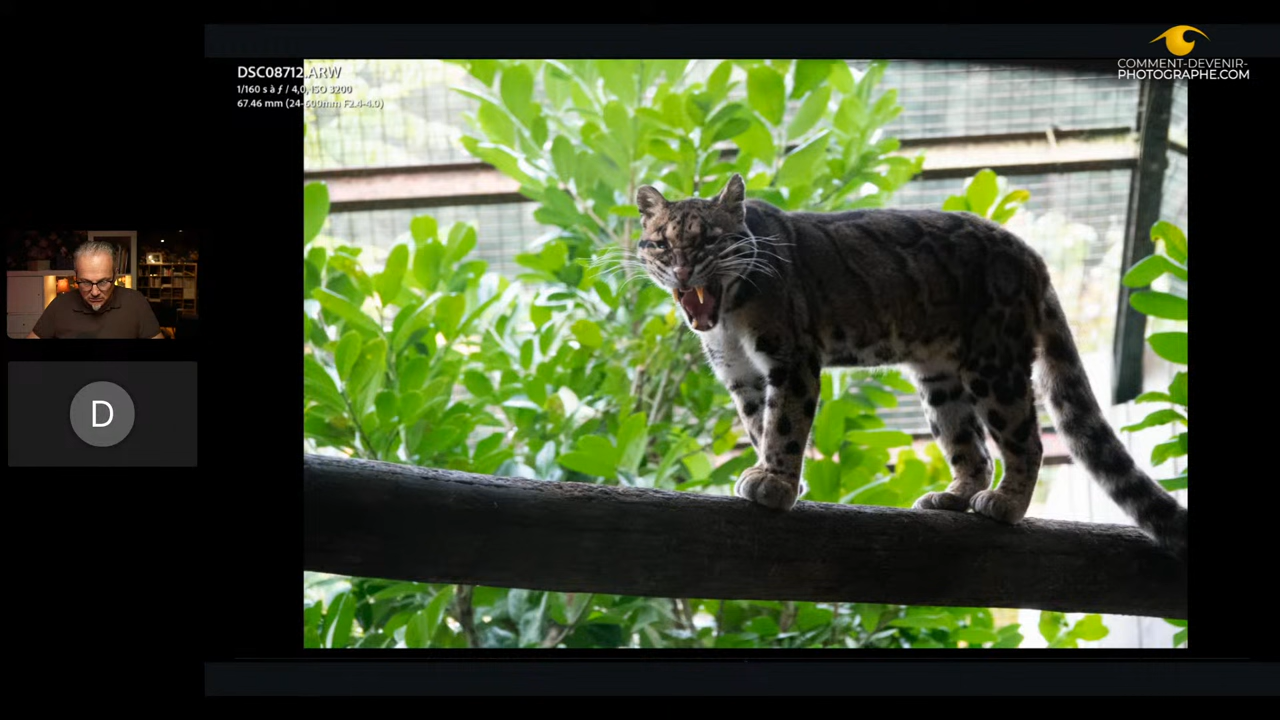 DSC08712.ARW
1/160 s à ƒ / 4,0, ISO 3200
67.46 mm (24-600mm F2.4-4.0)
COMMENT-DEVENIR-
PHOTOGRAPHE.COM
D